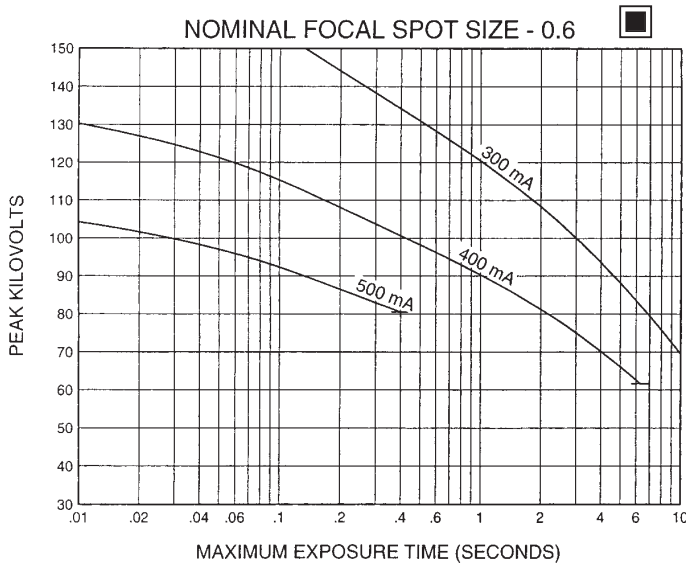 NOMINAL FOCAL SPOT SIZE - 0.6
150
140
130
120
110
100
90
80
70
60
50
40
30
PEAK KILOVOLTS
300 mA
400 mA
500 mA
.01 .02 .04 .06 .1 .2 .4 .6 1 2 4 6 10
MAXIMUM EXPOSURE TIME (SECONDS)